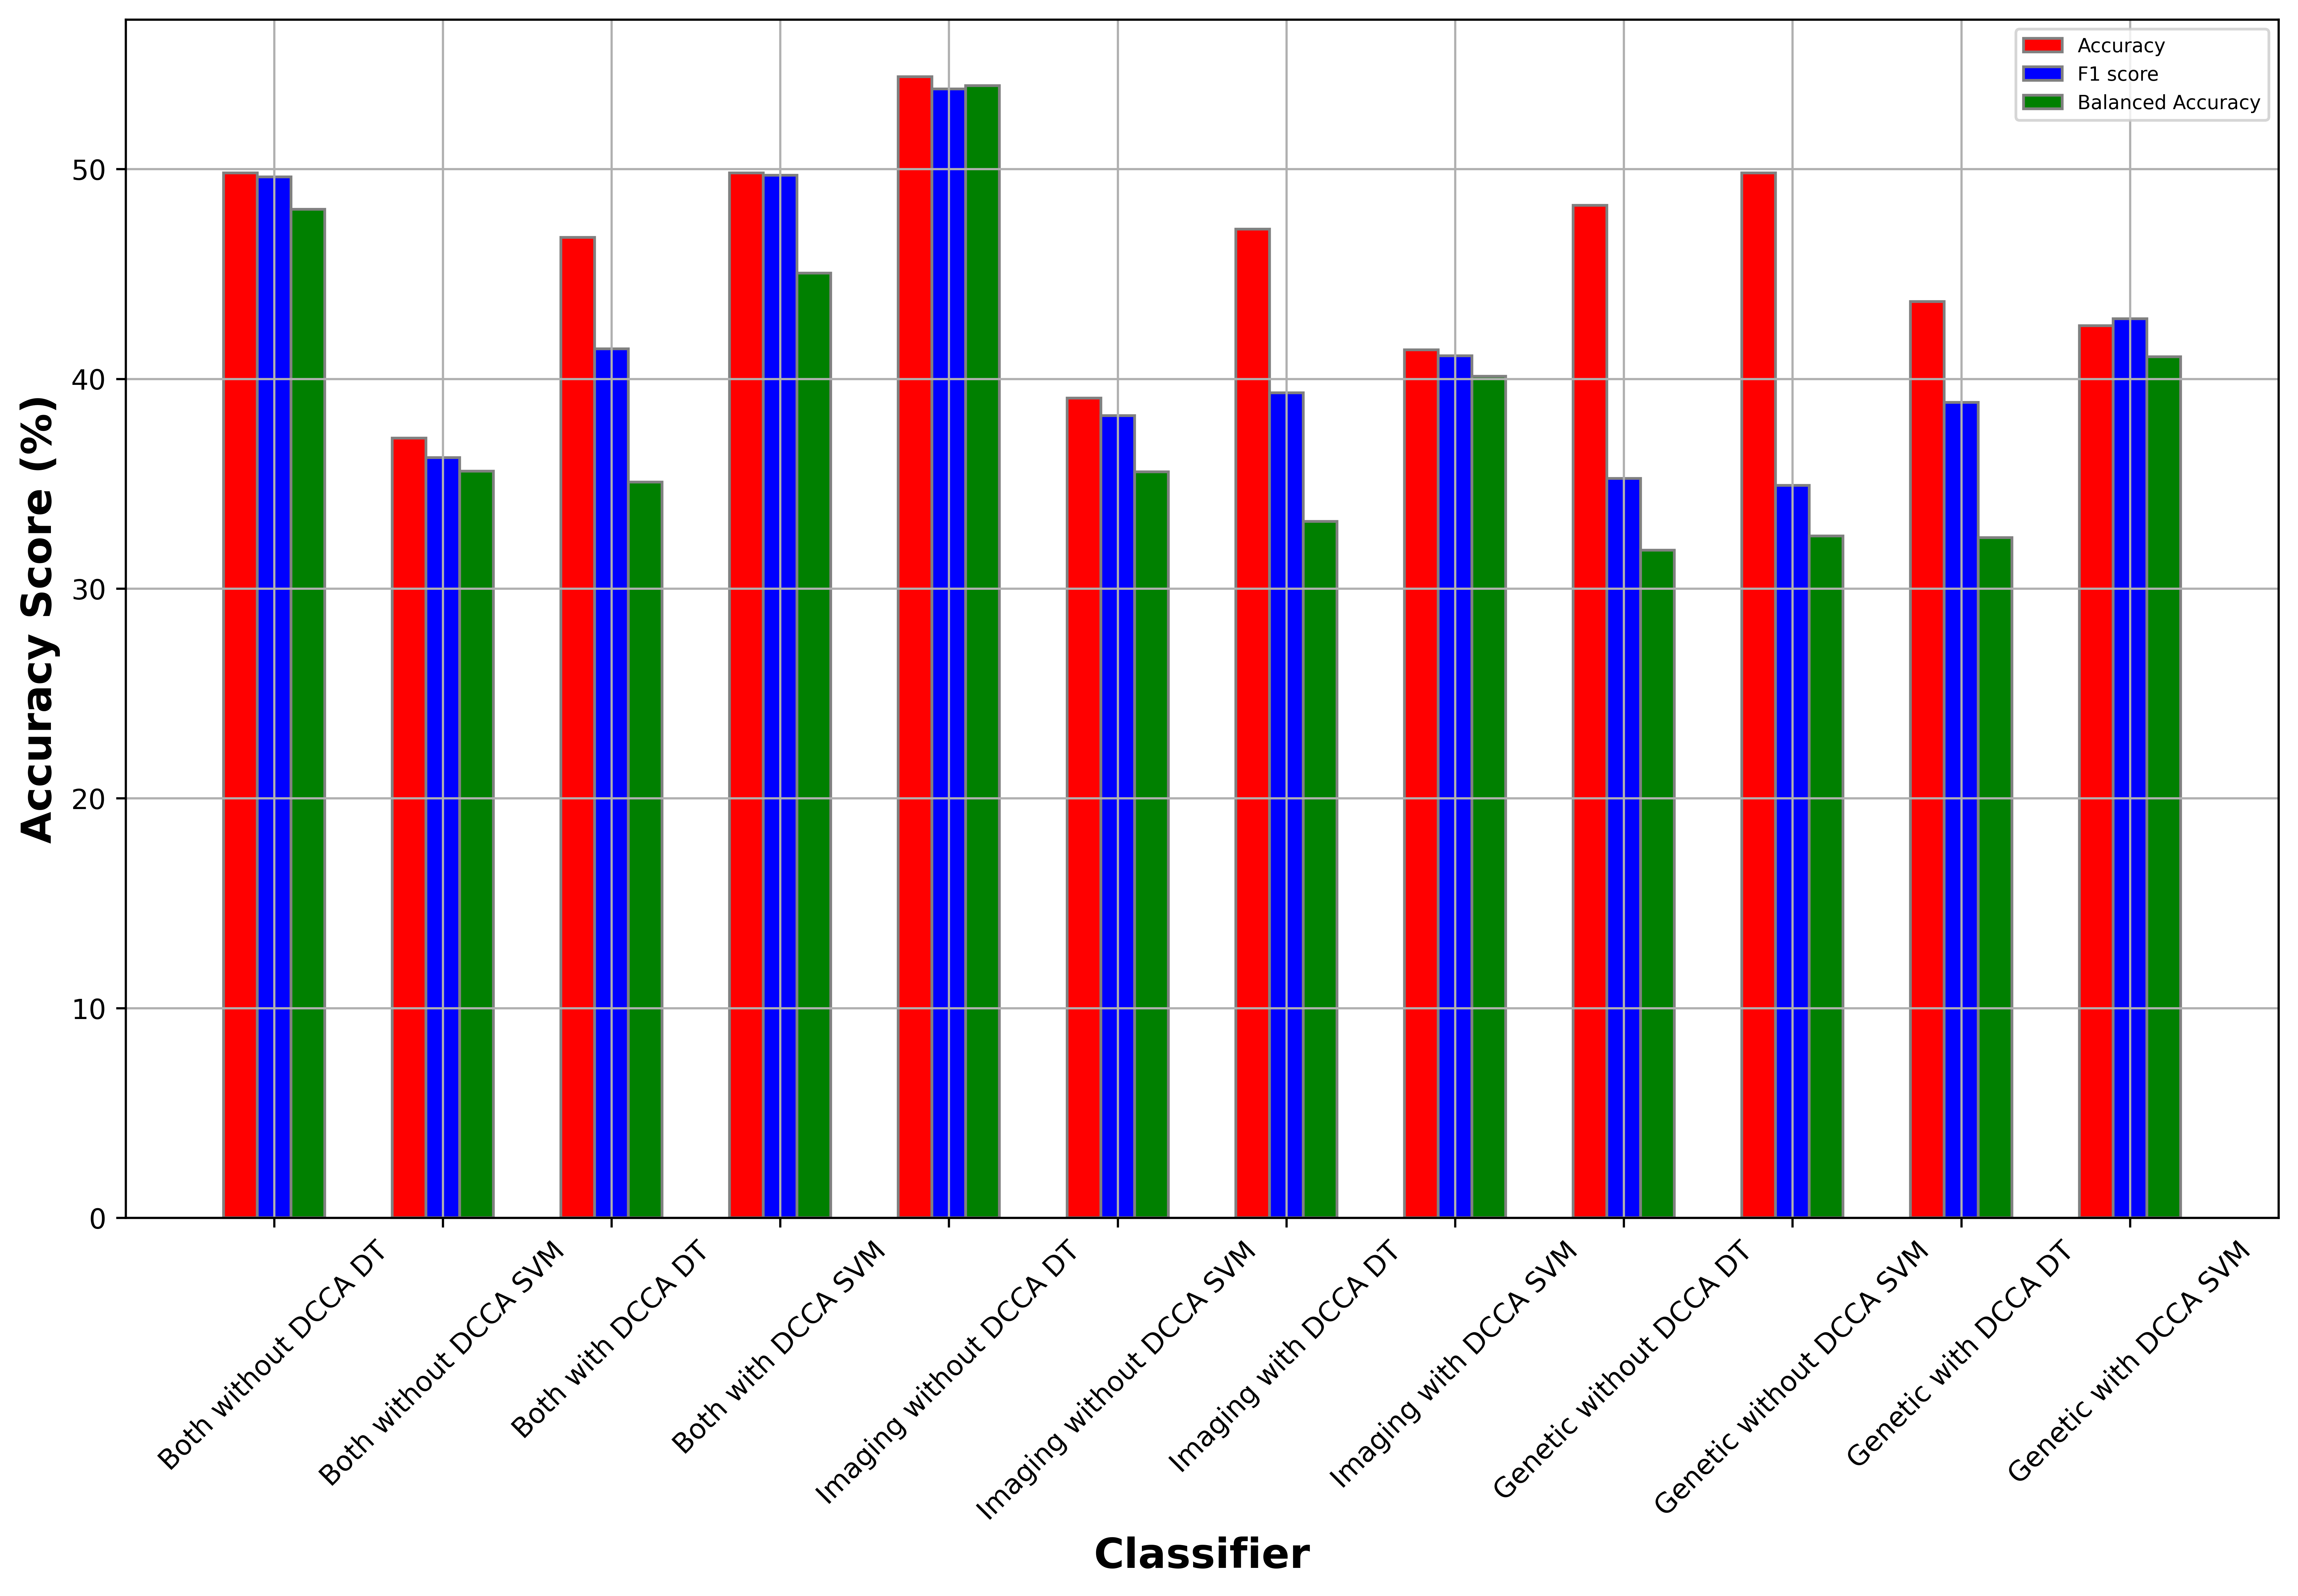 Accuracy
F1 score
Balanced Accuracy
Accuracy Score (%)
50
40
30
20
10
0
Both without DCCA DT
Both without DCCA SVM
Both with DCCA DT
Both with DCCA SVM
Imaging without DCCA DT
Imaging without DCCA SVM
Imaging with DCCA DT
Imaging with DCCA SVM
Genetic without DCCA DT
Genetic without DCCA SVM
Genetic with DCCA DT
Genetic with DCCA SVM
Classifier